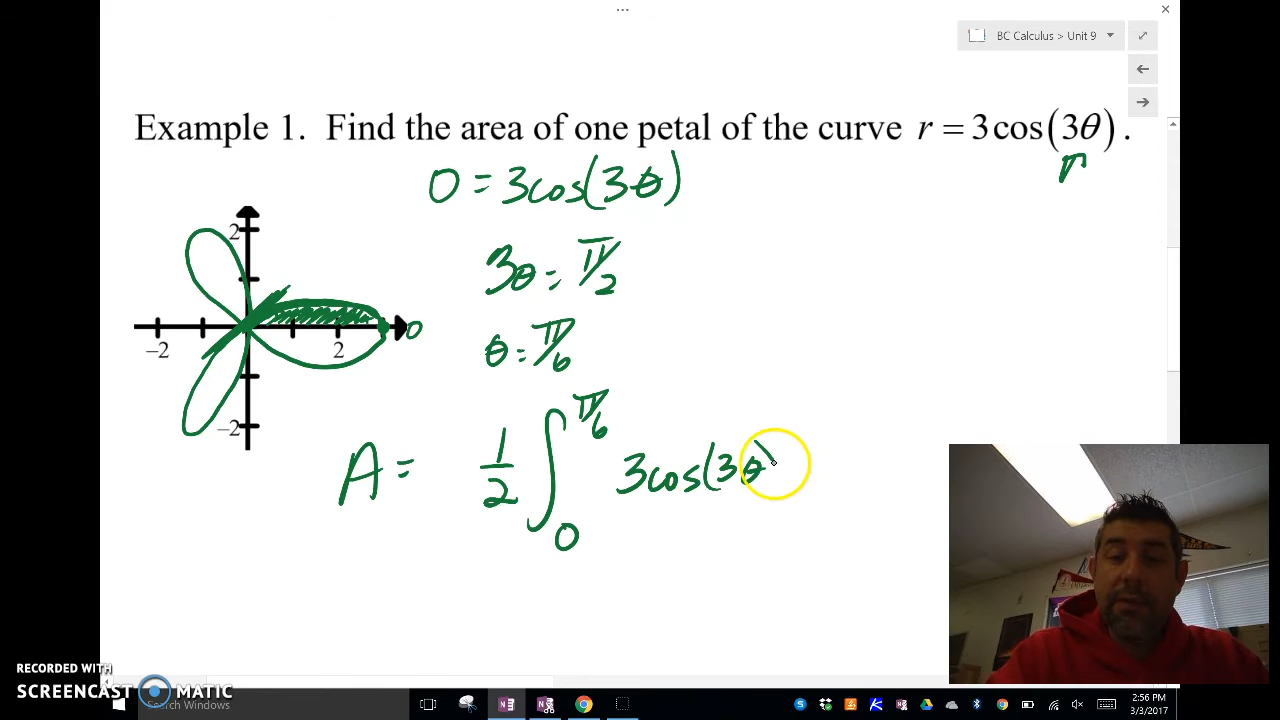 BC Calculus > Unit 9
Example 1. Find the area of one petal of the curve r = 3cos(3θ).
0 = 3cos(3θ)
2
3θ = π/2
0
-2
2
θ = π/6
-2
A = 1/2 ∫ 0 π/6 3cos(3θ)
RECORDED WITH
SCREENCAST MATIC
Search Windows
2:56 PM
3/3/2017